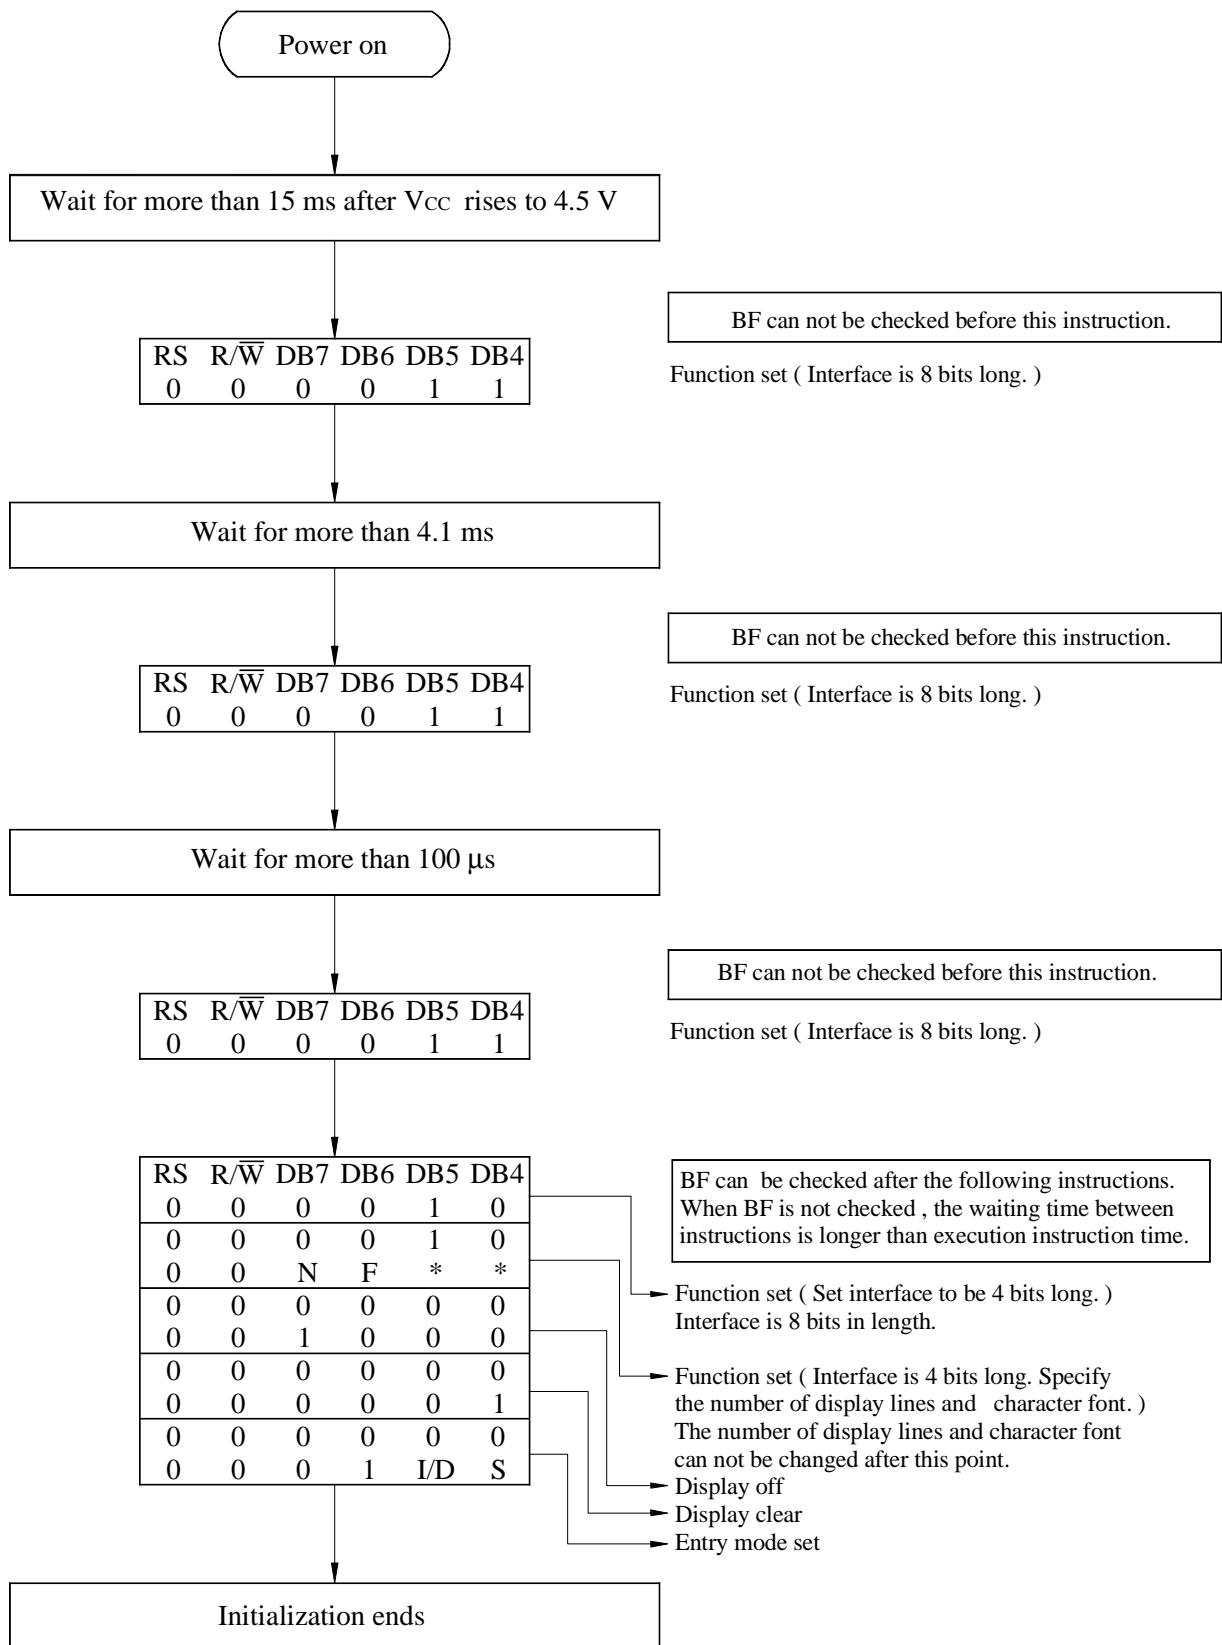 Power on
Wait for more than 15 ms after VCC rises to 4.5 V
BF can not be checked before this instruction.
RS R/W̅ DB7 DB6 DB5 DB4
0 0 0 0 1 1
Function set ( Interface is 8 bits long. )
Wait for more than 4.1 ms
BF can not be checked before this instruction.
RS R/W̅ DB7 DB6 DB5 DB4
0 0 0 0 1 1
Function set ( Interface is 8 bits long. )
Wait for more than 100 µs
BF can not be checked before this instruction.
RS R/W̅ DB7 DB6 DB5 DB4
0 0 0 0 1 1
Function set ( Interface is 8 bits long. )
RS R/W̅ DB7 DB6 DB5 DB4
0 0 0 0 1 0
0 0 0 0 1 0
0 0 N F * *
0 0 0 0 0 0
0 0 1 0 0 0
0 0 0 0 0 0
0 0 0 0 0 1
0 0 0 0 0 0
0 0 0 1 I/D S
BF can be checked after the following instructions.
When BF is not checked , the waiting time between
instructions is longer than execution instruction time.
Function set ( Set interface to be 4 bits long. )
Interface is 8 bits in length.
Function set ( Interface is 4 bits long. Specify
the number of display lines and character font. )
The number of display lines and character font
can not be changed after this point.
Display off
Display clear
Entry mode set
Initialization ends